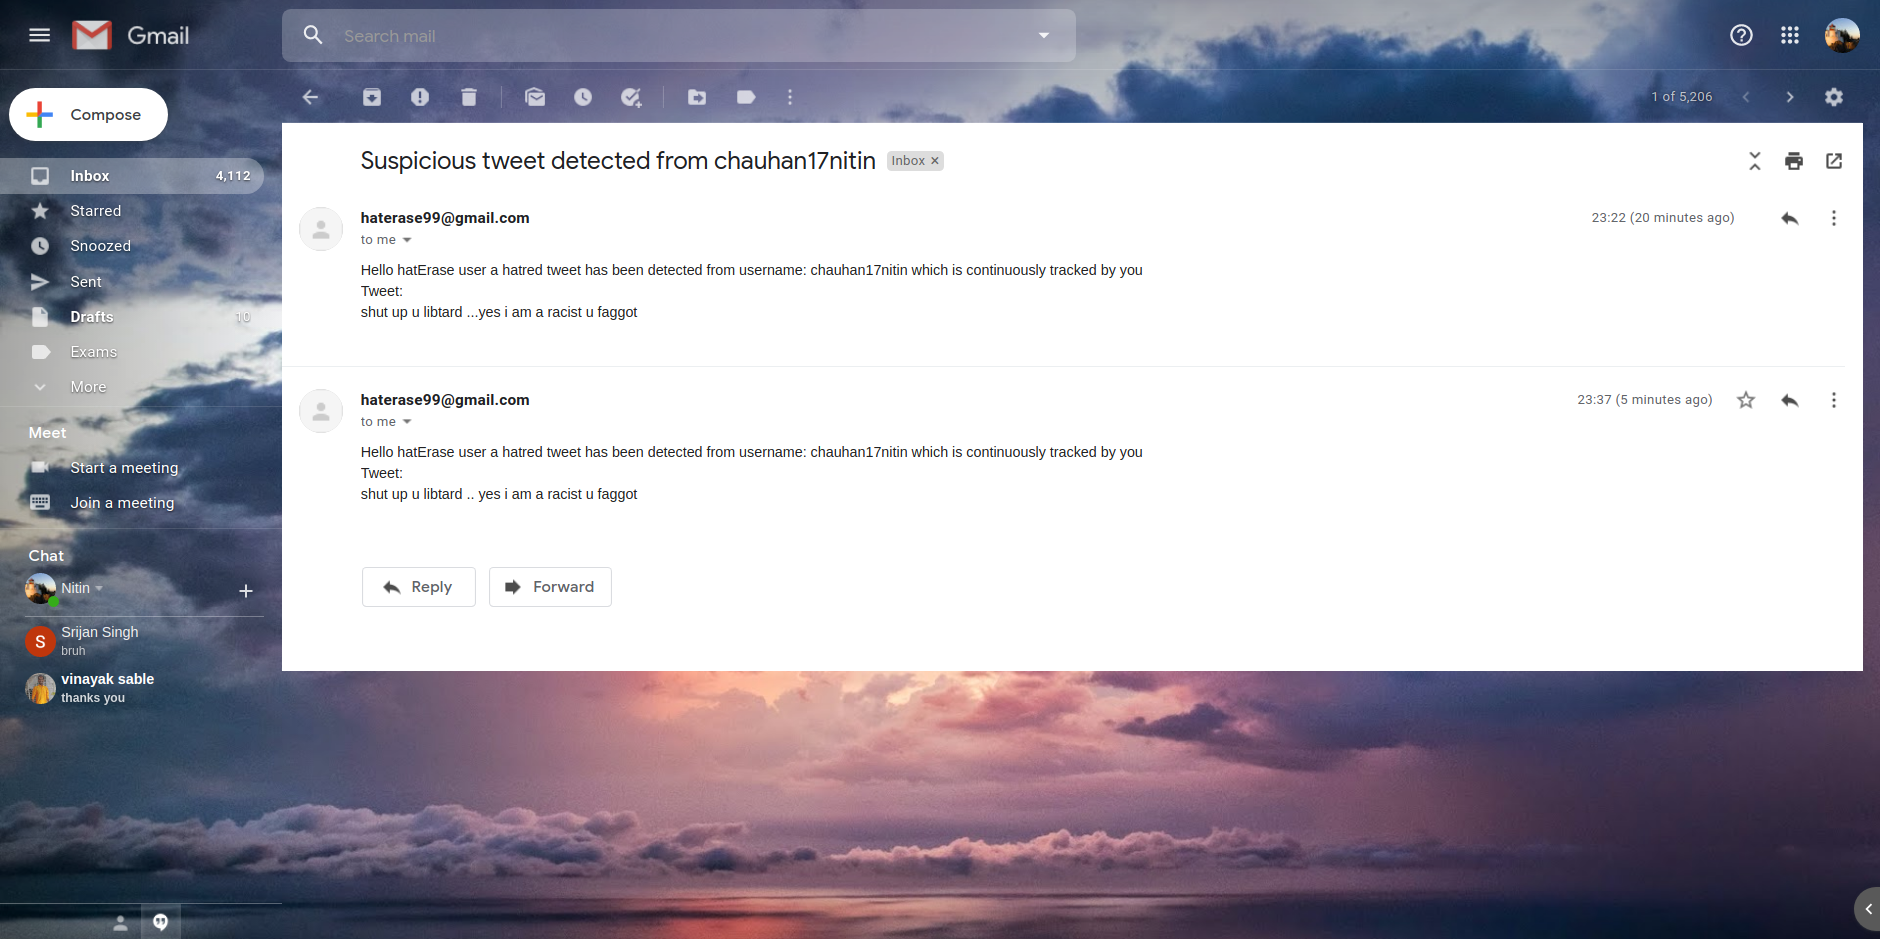 Gmail
Search mail
Compose
1 of 5,206
Inbox 4,112
Starred
Snoozed
Sent
Drafts 10
Exams
More
Meet
Start a meeting
Join a meeting
Chat
Nitin
S
Srijan Singh
bruh
vinayak sable
thanks you
Suspicious tweet detected from chauhan17nitin Inbox ×
haterase99@gmail.com 23:22 (20 minutes ago)
to me
Hello hatErase user a hatred tweet has been detected from username: chauhan17nitin which is continuously tracked by you
Tweet:
shut up u libtard ...yes i am a racist u faggot
haterase99@gmail.com 23:37 (5 minutes ago)
to me
Hello hatErase user a hatred tweet has been detected from username: chauhan17nitin which is continuously tracked by you
Tweet:
shut up u libtard .. yes i am a racist u faggot
Reply Forward